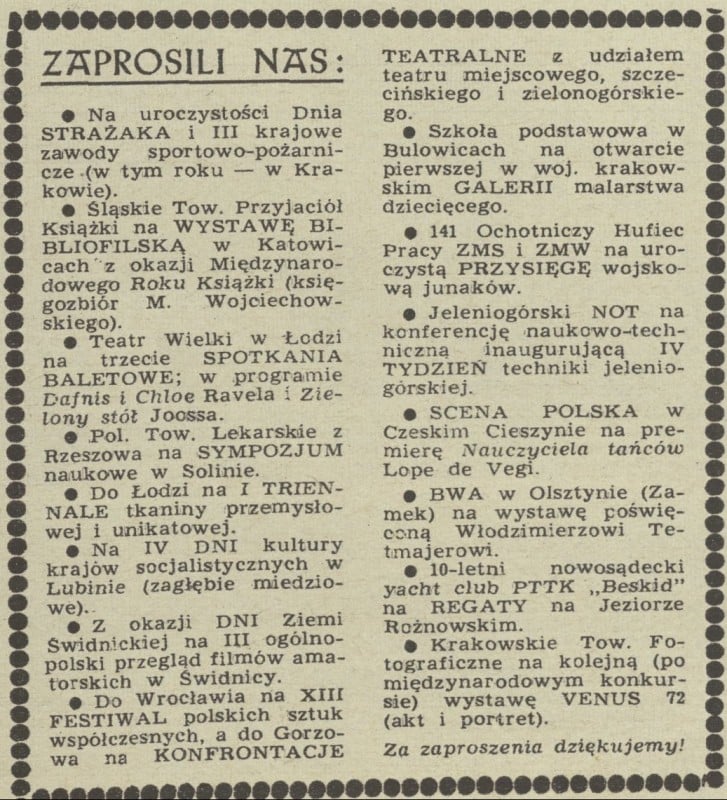 ZAPROSILI NAS:
● Na uroczystości Dnia
STRAŻAKA i III krajowe
zawody sportowo-pożarni-
cze (w tym roku — w Kra-
kowie).
● Śląskie Tow. Przyjaciół
Książki na WYSTAWĘ BI-
BLIOFILSKĄ w Katowi-
cach z okazji Międzynaro-
dowego Roku Książki (księ-
gozbiór M. Wojciechow-
skiego).
● Teatr Wielki w Łodzi
na trzecie SPOTKANIA
BALETOWE; w programie
Dafnis i Chloe Ravela i Zie-
lony stół Joossa.
● Pol. Tow. Lekarskie z
Rzeszowa na SYMPOZJUM
naukowe w Solinie.
● Do Łodzi na I TRIEN-
NALE tkaniny przemysło-
wej i unikatowej.
● Na IV DNI kultury
krajów socjalistycznych w
Lubinie (zagłębie miedzio-
we).
● Z okazji DNI Ziemi
Świdnickiej na III ogólno-
polski przegląd filmów ama-
torskich w Świdnicy.
● Do Wrocławia na XIII
FESTIWAL polskich sztuk
współczesnych, a do Gorzo-
wa na KONFRONTACJE
TEATRALNE z udziałem
teatru miejscowego, szcze-
cińskiego i zielonogórskie-
go.
● Szkoła podstawowa w
Bulowicach na otwarcie
pierwszej w woj. krakow-
skim GALERII malarstwa
dziecięcego.
● 141 Ochotniczy Hufiec
Pracy ZMS i ZMW na uro-
czystą PRZYSIĘGĘ wojsko-
wą junaków.
● Jeleniogórski NOT na
konferencję naukowo-tech-
niczną inaugurującą IV
TYDZIEŃ techniki jelenio-
górskiej.
● SCENA POLSKA w
Czeskim Cieszynie na pre-
mierę Nauczyciela tańców
Lope de Vegi.
● BWA w Olsztynie (Za-
mek) na wystawę poświę-
coną Włodzimierzowi Te-
tmajerowi.
● 10-letni nowosądecki
yacht club PTTK „Beskid"
na REGATY na Jeziorze
Rożnowskim.
● Krakowskie Tow. Fo-
tograficzne na kolejną (po
międzynarodowym konkur-
sie) wystawę VENUS 72
(akt i portret).
Za zaproszenia dziękujemy!